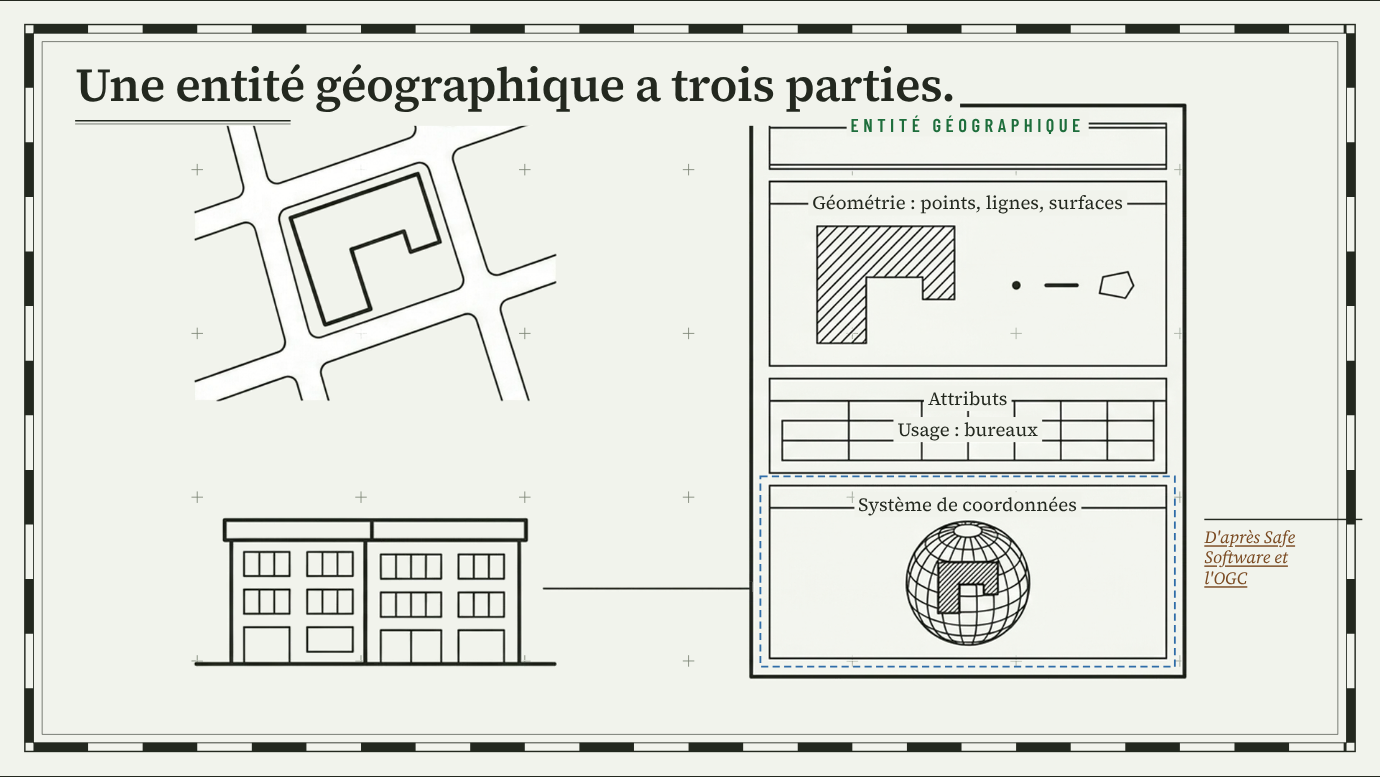 Une entité géographique a trois parties.
ENTITÉ GÉOGRAPHIQUE
Géométrie : points, lignes, surfaces
Attributs
Usage : bureaux
Système de coordonnées
D'après Safe
Software et
l'OGC